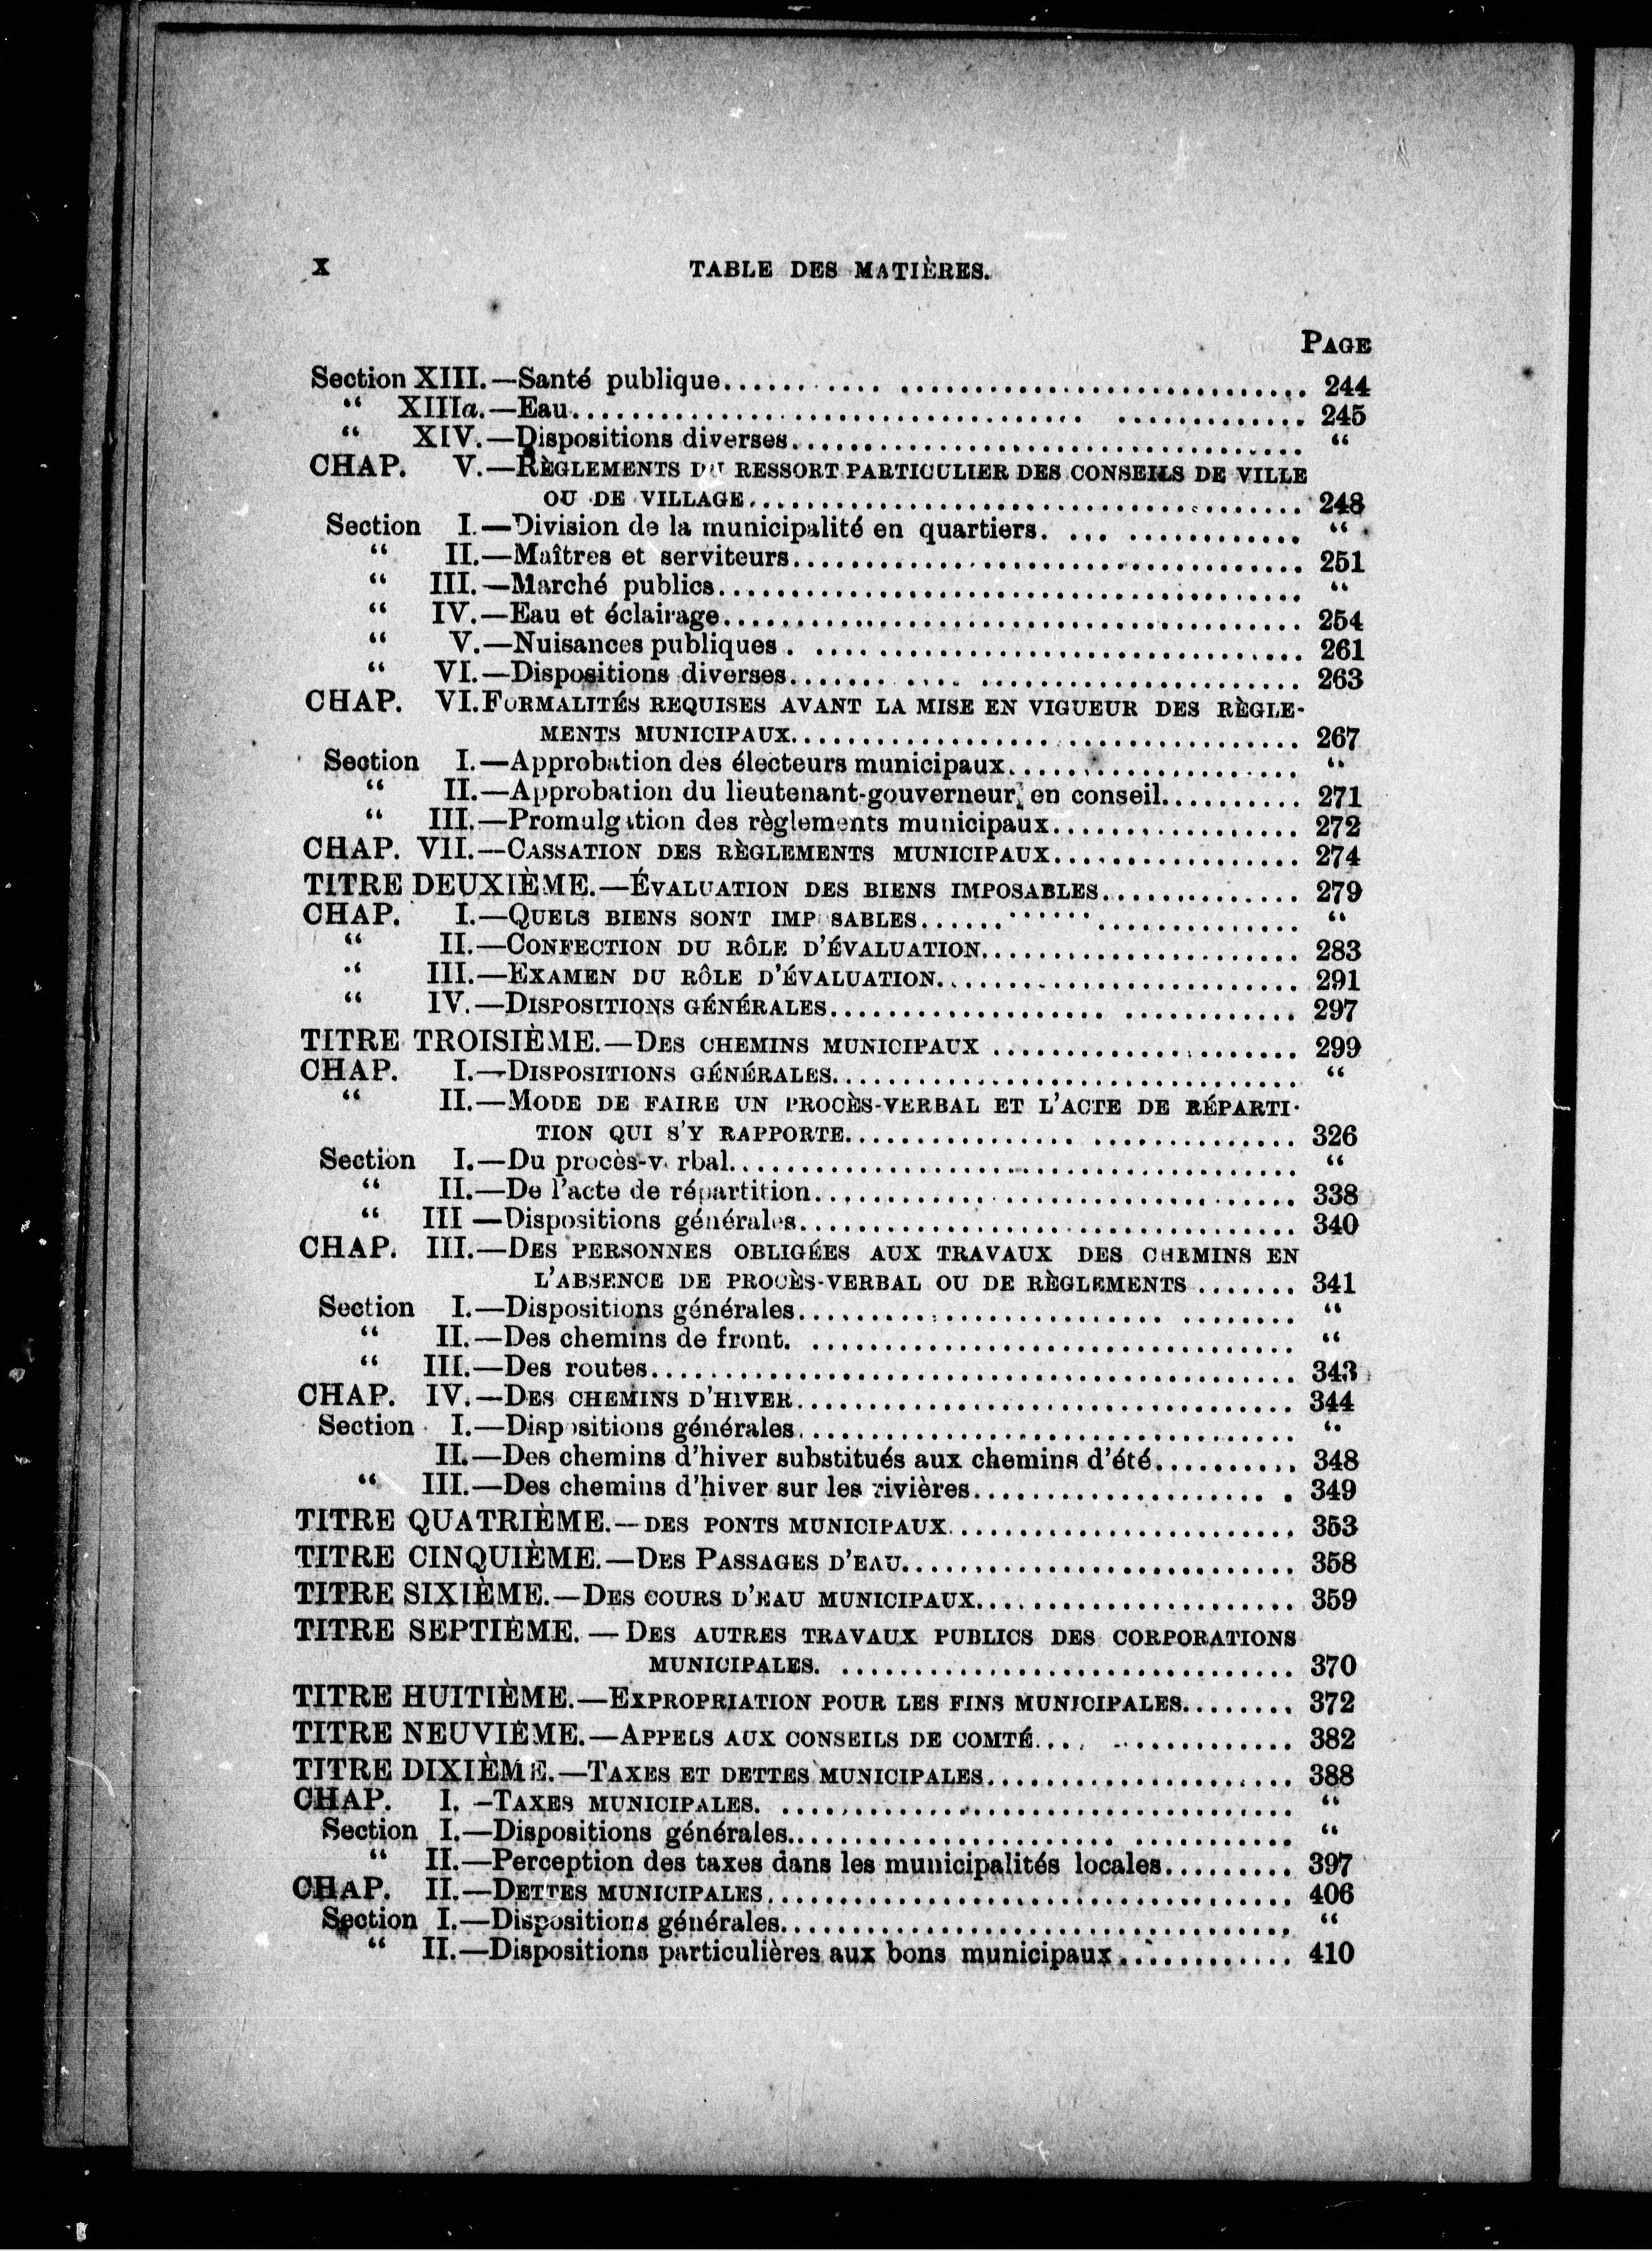 X TABLE DES MATIÈRES.
PAGE
Section XIII.—Santé publique.......... 244
“ XIIIa.—Eau.......... 245
“ XIV.—Dispositions diverses.......... “
CHAP. V.—RÈGLEMENTS DU RESSORT PARTICULIER DES CONSEILS DE VILLE
OU DE VILLAGE.......... 248
Section I.—Division de la municipalité en quartiers.......... “
“ II.—Maîtres et serviteurs.......... 251
“ III.—Marché publics.......... “
“ IV.—Eau et éclairage.......... 254
“ V.—Nuisances publiques.......... 261
“ VI.—Dispositions diverses.......... 263
CHAP. VI. FORMALITÉS REQUISES AVANT LA MISE EN VIGUEUR DES RÈGLE-
MENTS MUNICIPAUX.......... 267
Section I.—Approbation des électeurs municipaux.......... “
“ II.—Approbation du lieutenant-gouverneur en conseil.......... 271
“ III.—Promulgation des règlements municipaux.......... 272
CHAP. VII.—CASSATION DES RÈGLEMENTS MUNICIPAUX.......... 274
TITRE DEUXIÈME.—ÉVALUATION DES BIENS IMPOSABLES.......... 279
CHAP. I.—QUELS BIENS SONT IMP SABLES.......... “
“ II.—CONFECTION DU RÔLE D'ÉVALUATION.......... 283
“ III.—EXAMEN DU RÔLE D'ÉVALUATION.......... 291
“ IV.—DISPOSITIONS GÉNÉRALES.......... 297
TITRE TROISIÈME.—DES CHEMINS MUNICIPAUX.......... 299
CHAP. I.—DISPOSITIONS GÉNÉRALES.......... “
“ II.—MODE DE FAIRE UN PROCÈS-VERBAL ET L'ACTE DE RÉPARTI-
TION QUI S'Y RAPPORTE.......... 326
Section I.—Du procès-v rbal.......... “
“ II.—De l'acte de répartition.......... 338
“ III —Dispositions générales.......... 340
CHAP. III.—DES PERSONNES OBLIGÉES AUX TRAVAUX DES CHEMINS EN
L'ABSENCE DE PROCÈS-VERBAL OU DE RÈGLEMENTS.......... 341
Section I.—Dispositions générales.......... “
“ II.—Des chemins de front.......... “
“ III.—Des routes.......... 343
CHAP. IV.—DES CHEMINS D'HIVER.......... 344
Section I.—Dispositions générales.......... “
II.—Des chemins d'hiver substitués aux chemins d'été.......... 348
“ III.—Des chemins d'hiver sur les rivières.......... 349
TITRE QUATRIÈME.—DES PONTS MUNICIPAUX.......... 353
TITRE CINQUIÈME.—DES PASSAGES D'EAU.......... 358
TITRE SIXIÈME.—DES COURS D'EAU MUNICIPAUX.......... 359
TITRE SEPTIÈME.—DES AUTRES TRAVAUX PUBLICS DES CORPORATIONS
MUNICIPALES.......... 370
TITRE HUITIÈME.—EXPROPRIATION POUR LES FINS MUNICIPALES.......... 372
TITRE NEUVIÈME.—APPELS AUX CONSEILS DE COMTÉ.......... 382
TITRE DIXIÈME.—TAXES ET DETTES MUNICIPALES.......... 388
CHAP. I. —TAXES MUNICIPALES.......... “
Section I.—Dispositions générales.......... “
“ II.—Perception des taxes dans les municipalités locales.......... 397
CHAP. II.—DETTES MUNICIPALES.......... 406
Section I.—Dispositions générales.......... “
“ II.—Dispositions particulières aux bons municipaux.......... 410